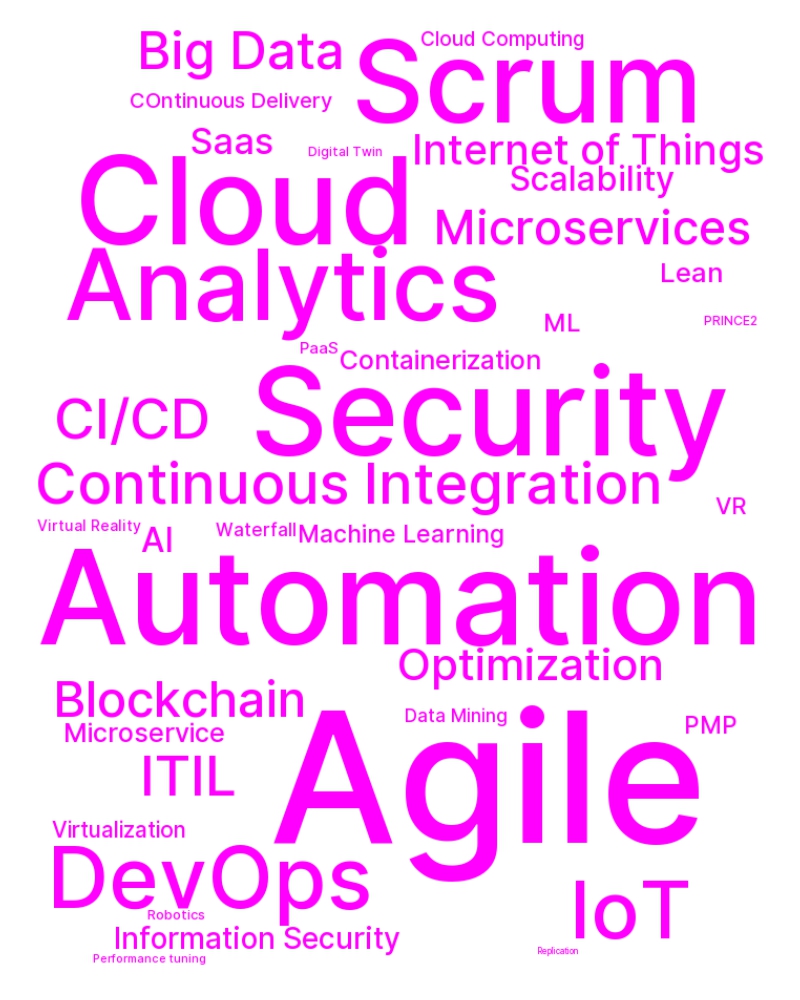 Big Data
Cloud Computing
Scrum
COntinuous Delivery
Saas
Digital Twin
Internet of Things
Scalability
Cloud
Microservices
Analytics
Lean
ML
PRINCE2
PaaS
Containerization
Security
CI/CD
Continuous Integration
VR
Virtual Reality
AI
Waterfall
Machine Learning
Automation
Optimization
Blockchain
Data Mining
PMP
Microservice
Agile
ITIL
Virtualization
DevOps
IoT
Robotics
Information Security
Replication
Performance tuning